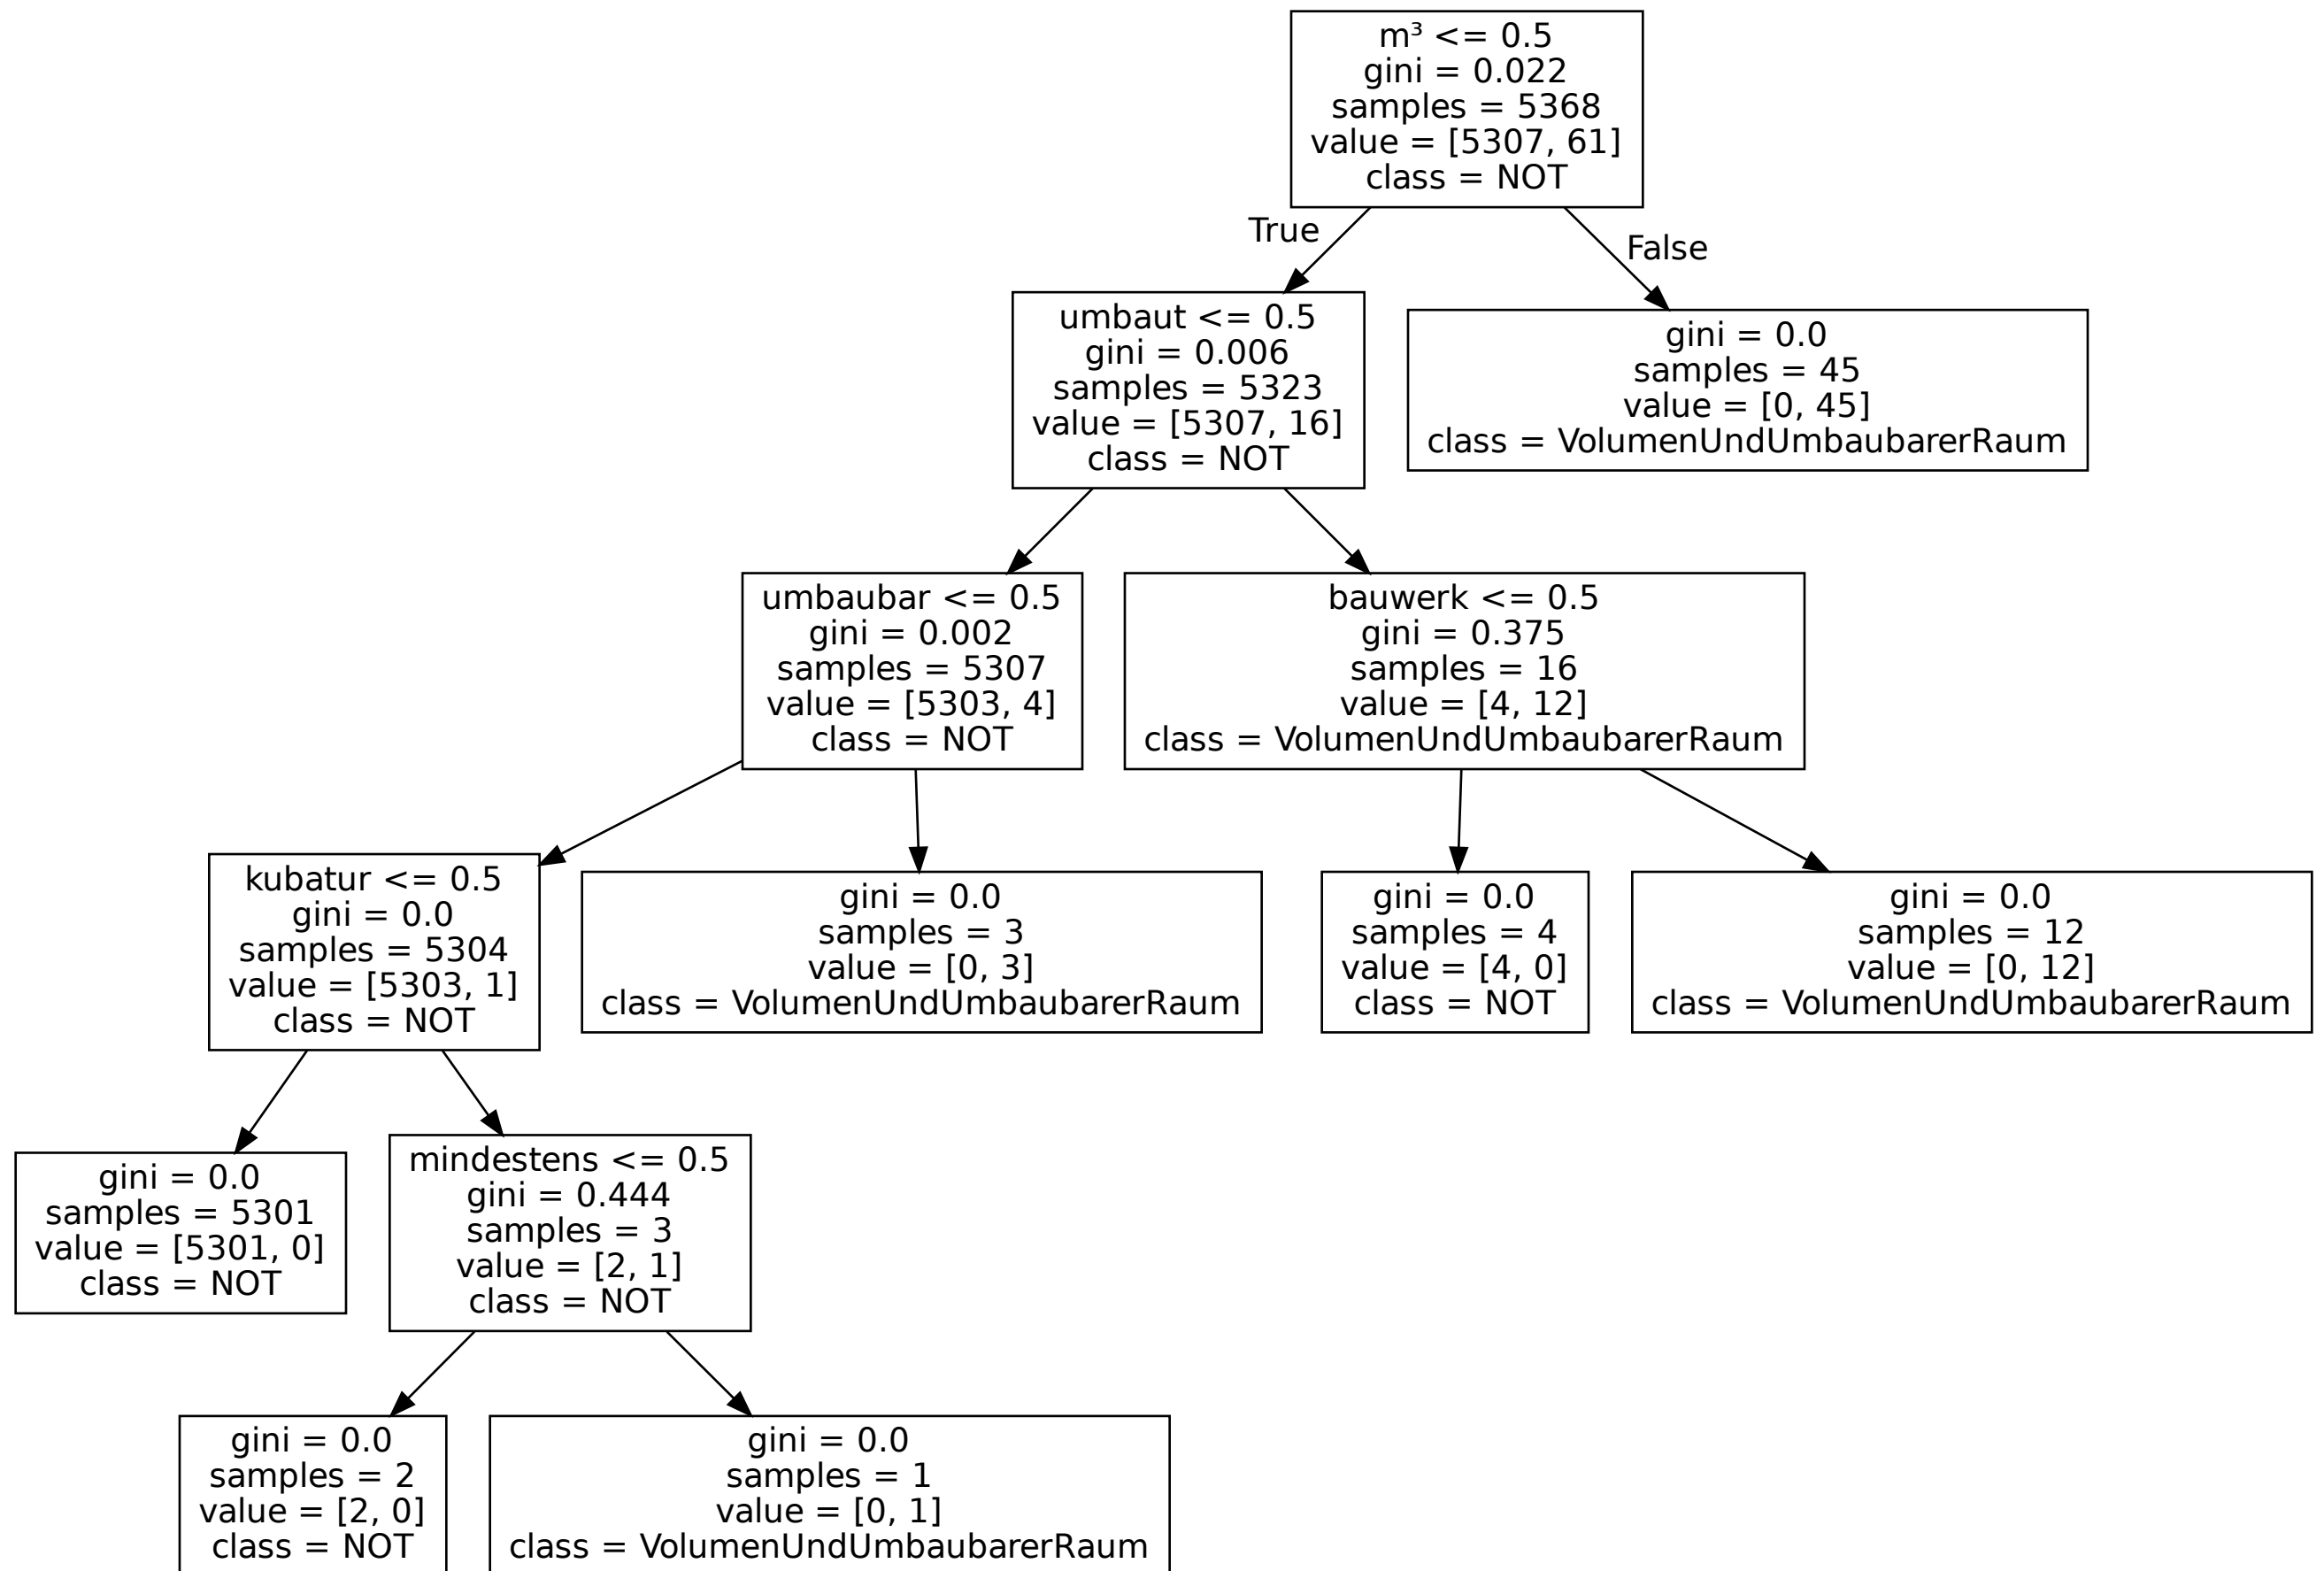 m³ <= 0.5
gini = 0.022
samples = 5368
value = [5307, 61]
class = NOT
True
False
umbaut <= 0.5
gini = 0.006
samples = 5323
value = [5307, 16]
class = NOT
gini = 0.0
samples = 45
value = [0, 45]
class = VolumenUndUmbaubarerRaum
umbaubar <= 0.5
gini = 0.002
samples = 5307
value = [5303, 4]
class = NOT
bauwerk <= 0.5
gini = 0.375
samples = 16
value = [4, 12]
class = VolumenUndUmbaubarerRaum
kubatur <= 0.5
gini = 0.0
samples = 5304
value = [5303, 1]
class = NOT
gini = 0.0
samples = 3
value = [0, 3]
class = VolumenUndUmbaubarerRaum
gini = 0.0
samples = 4
value = [4, 0]
class = NOT
gini = 0.0
samples = 12
value = [0, 12]
class = VolumenUndUmbaubarerRaum
gini = 0.0
samples = 5301
value = [5301, 0]
class = NOT
mindestens <= 0.5
gini = 0.444
samples = 3
value = [2, 1]
class = NOT
gini = 0.0
samples = 2
value = [2, 0]
class = NOT
gini = 0.0
samples = 1
value = [0, 1]
class = VolumenUndUmbaubarerRaum